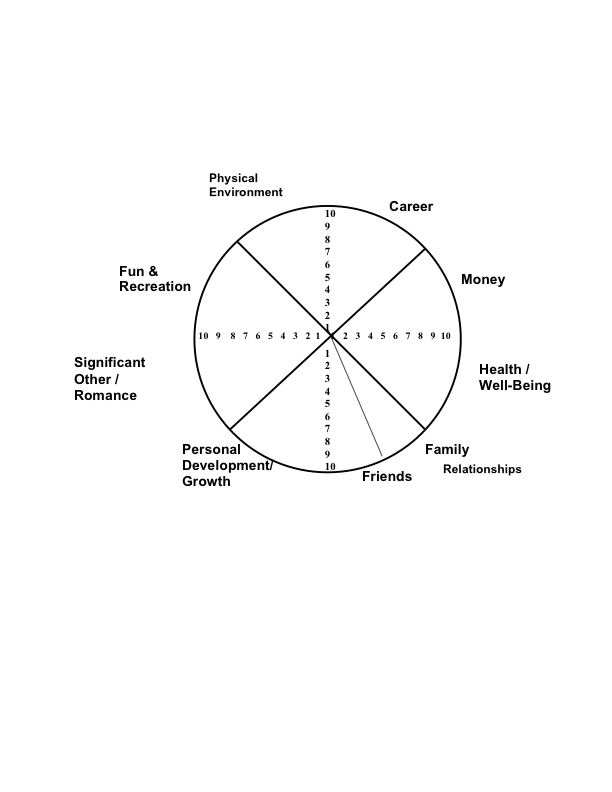 Physical
Environment
Career
10
9
8
7
6
5
4
3
2
1
Fun &
Recreation
Money
10 9 8 7 6 5 4 3 2 1 2 3 4 5 6 7 8 9 10
Significant
Other /
Romance
Health /
Well-Being
1
2
3
4
5
6
7
8
9
10
Personal
Development/
Growth
Family
Relationships
Friends